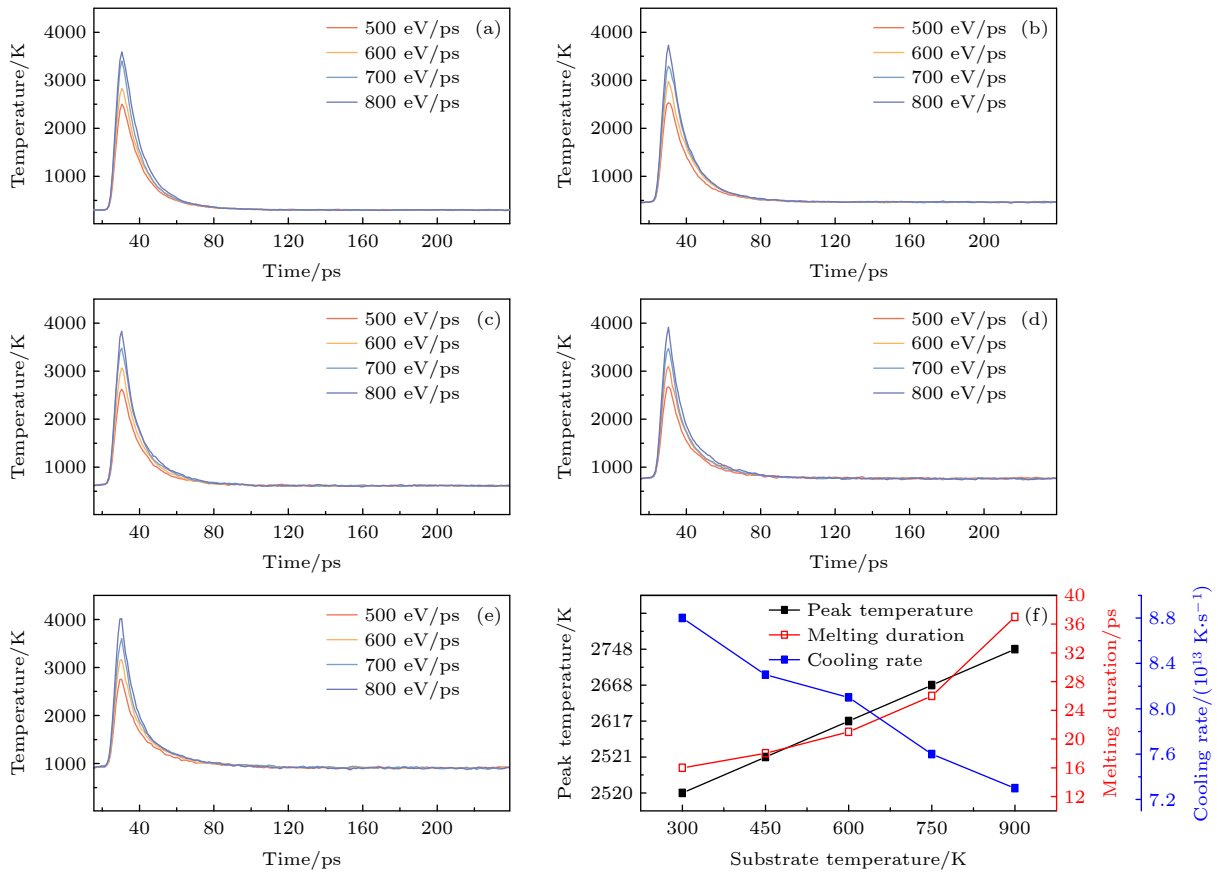 4000
3000
2000
1000
Temperature/K
40 80 120 160 200
Time/ps
500 eV/ps (a)
600 eV/ps
700 eV/ps
800 eV/ps
4000
3000
2000
1000
Temperature/K
40 80 120 160 200
Time/ps
500 eV/ps (b)
600 eV/ps
700 eV/ps
800 eV/ps
4000
3000
2000
1000
Temperature/K
40 80 120 160 200
Time/ps
500 eV/ps (c)
600 eV/ps
700 eV/ps
800 eV/ps
4000
3000
2000
1000
Temperature/K
40 80 120 160 200
Time/ps
500 eV/ps (d)
600 eV/ps
700 eV/ps
800 eV/ps
4000
3000
2000
1000
Temperature/K
40 80 120 160 200
Time/ps
500 eV/ps (e)
600 eV/ps
700 eV/ps
800 eV/ps
2748
2668
2617
2521
2520
Peak temperature/K
300 450 600 750 900
Substrate temperature/K
Peak temperature (f)
Melting duration
Cooling rate
40
36
28
26
24
20
16
12
Melting duration/ps
8.8
8.4
8.0
7.6
7.2
Cooling rate/(10¹³ K·s⁻¹)